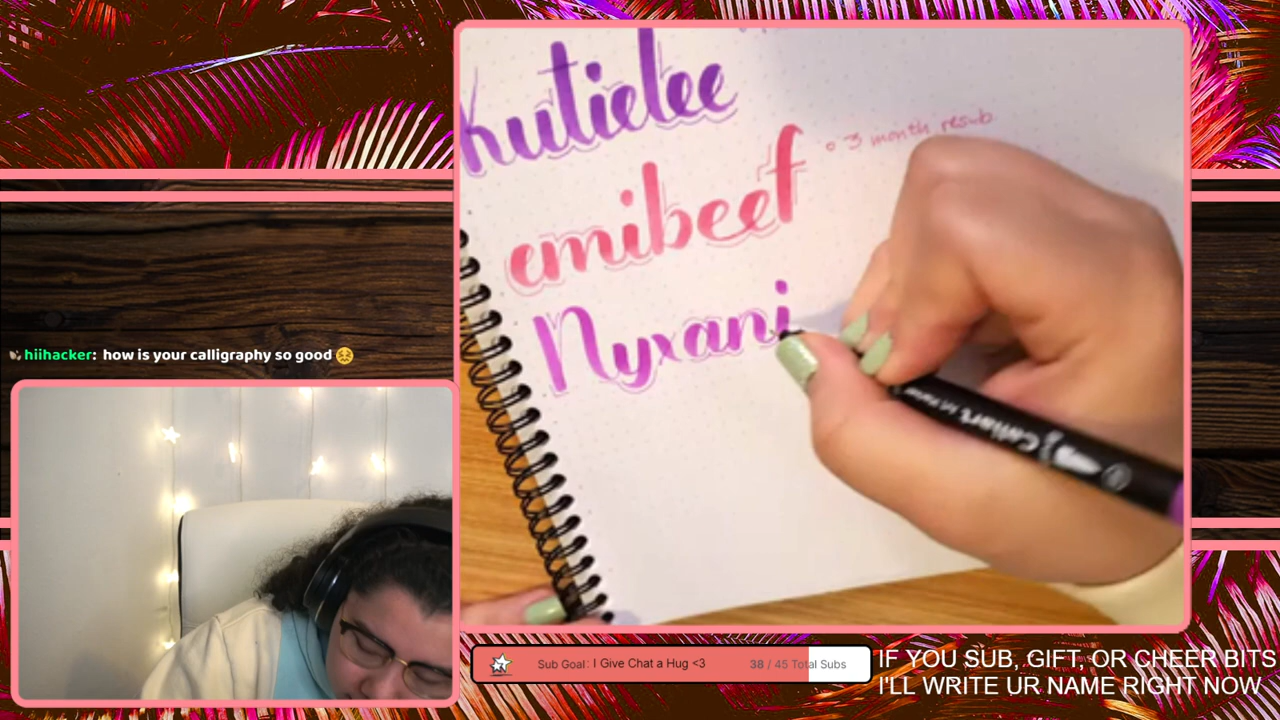 Kutielee
emibeef
3 month resub
Nyxani
hiihacker: how is your calligraphy so good 😣
Sub Goal: I Give Chat a Hug <3
38 / 45 Total Subs
IF YOU SUB, GIFT, OR CHEER BITS
I'LL WRITE UR NAME RIGHT NOW